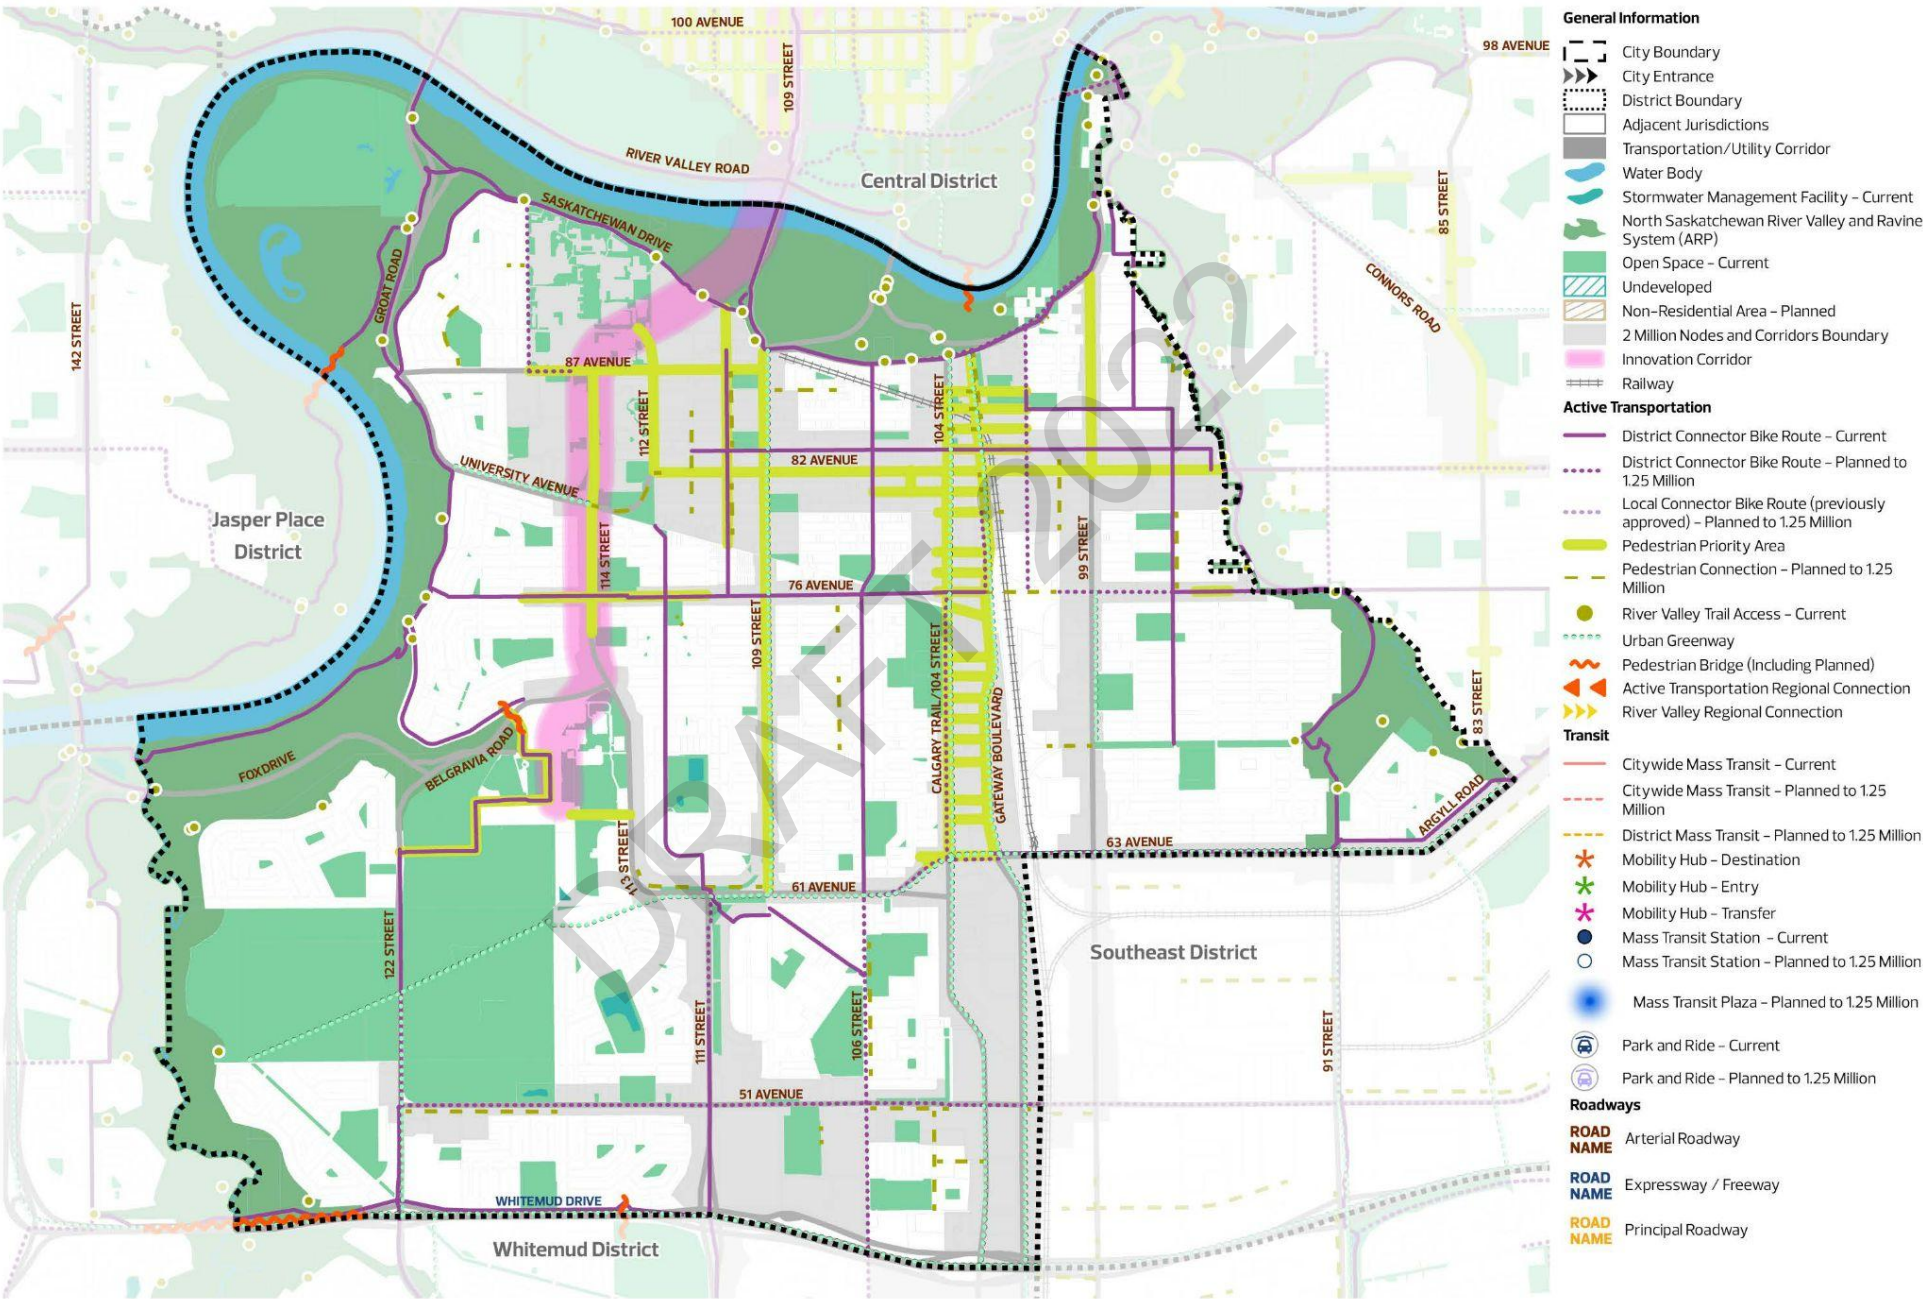 100 AVENUE
98 AVENUE
109 STREET
RIVER VALLEY ROAD
Central District
85 STREET
SASKATCHEWAN DRIVE
GROAT ROAD
CONNORS ROAD
142 STREET
87 AVENUE
112 STREET
104 STREET
82 AVENUE
UNIVERSITY AVENUE
Jasper Place
District
114 STREET
99 STREET
76 AVENUE
109 STREET
CALGARY TRAIL/104 STREET
GATEWAY BOULEVARD
83 STREET
FOX DRIVE
BELGRAVIA ROAD
ARGYLL ROAD
113 STREET
63 AVENUE
61 AVENUE
122 STREET
Southeast District
111 STREET
106 STREET
91 STREET
51 AVENUE
WHITEMUD DRIVE
Whitemud District
DRAFT 2022
General Information
City Boundary
City Entrance
District Boundary
Adjacent Jurisdictions
Transportation/Utility Corridor
Water Body
Stormwater Management Facility – Current
North Saskatchewan River Valley and Ravine
System (ARP)
Open Space – Current
Undeveloped
Non-Residential Area – Planned
2 Million Nodes and Corridors Boundary
Innovation Corridor
Railway
Active Transportation
District Connector Bike Route – Current
District Connector Bike Route – Planned to
1.25 Million
Local Connector Bike Route (previously
approved) – Planned to 1.25 Million
Pedestrian Priority Area
Pedestrian Connection – Planned to 1.25
Million
River Valley Trail Access – Current
Urban Greenway
Pedestrian Bridge (Including Planned)
Active Transportation Regional Connection
River Valley Regional Connection
Transit
Citywide Mass Transit – Current
Citywide Mass Transit – Planned to 1.25
Million
District Mass Transit – Planned to 1.25 Million
Mobility Hub – Destination
Mobility Hub – Entry
Mobility Hub – Transfer
Mass Transit Station – Current
Mass Transit Station – Planned to 1.25 Million
Mass Transit Plaza – Planned to 1.25 Million
Park and Ride – Current
Park and Ride – Planned to 1.25 Million
Roadways
ROAD
NAME
Arterial Roadway
ROAD
NAME
Expressway / Freeway
ROAD
NAME
Principal Roadway